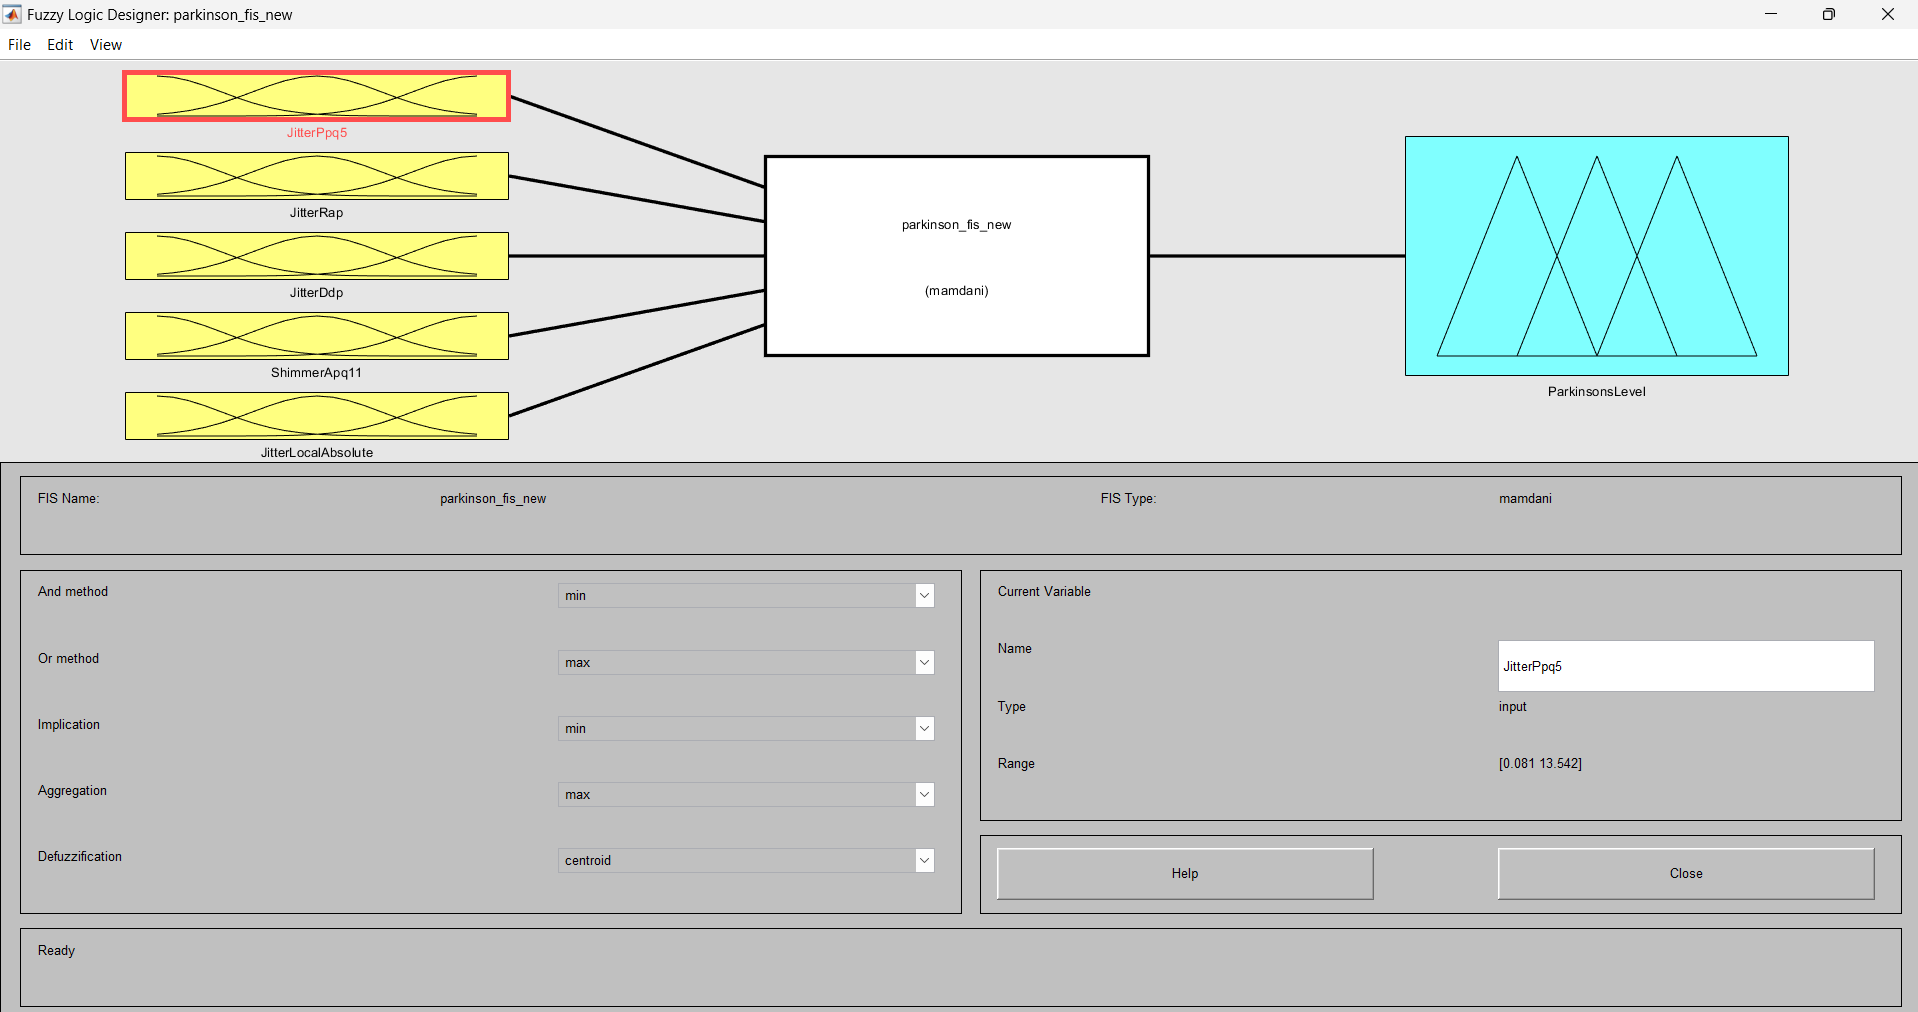 Fuzzy Logic Designer: parkinson_fis_new
File Edit View
JitterPpq5
JitterRap
JitterDdp
ShimmerApq11
JitterLocalAbsolute
parkinson_fis_new
(mamdani)
ParkinsonsLevel
FIS Name: parkinson_fis_new FIS Type: mamdani
And method min
Or method max
Implication min
Aggregation max
Defuzzification centroid
Current Variable
Name JitterPpq5
Type input
Range [0.081 13.542]
Help Close
Ready